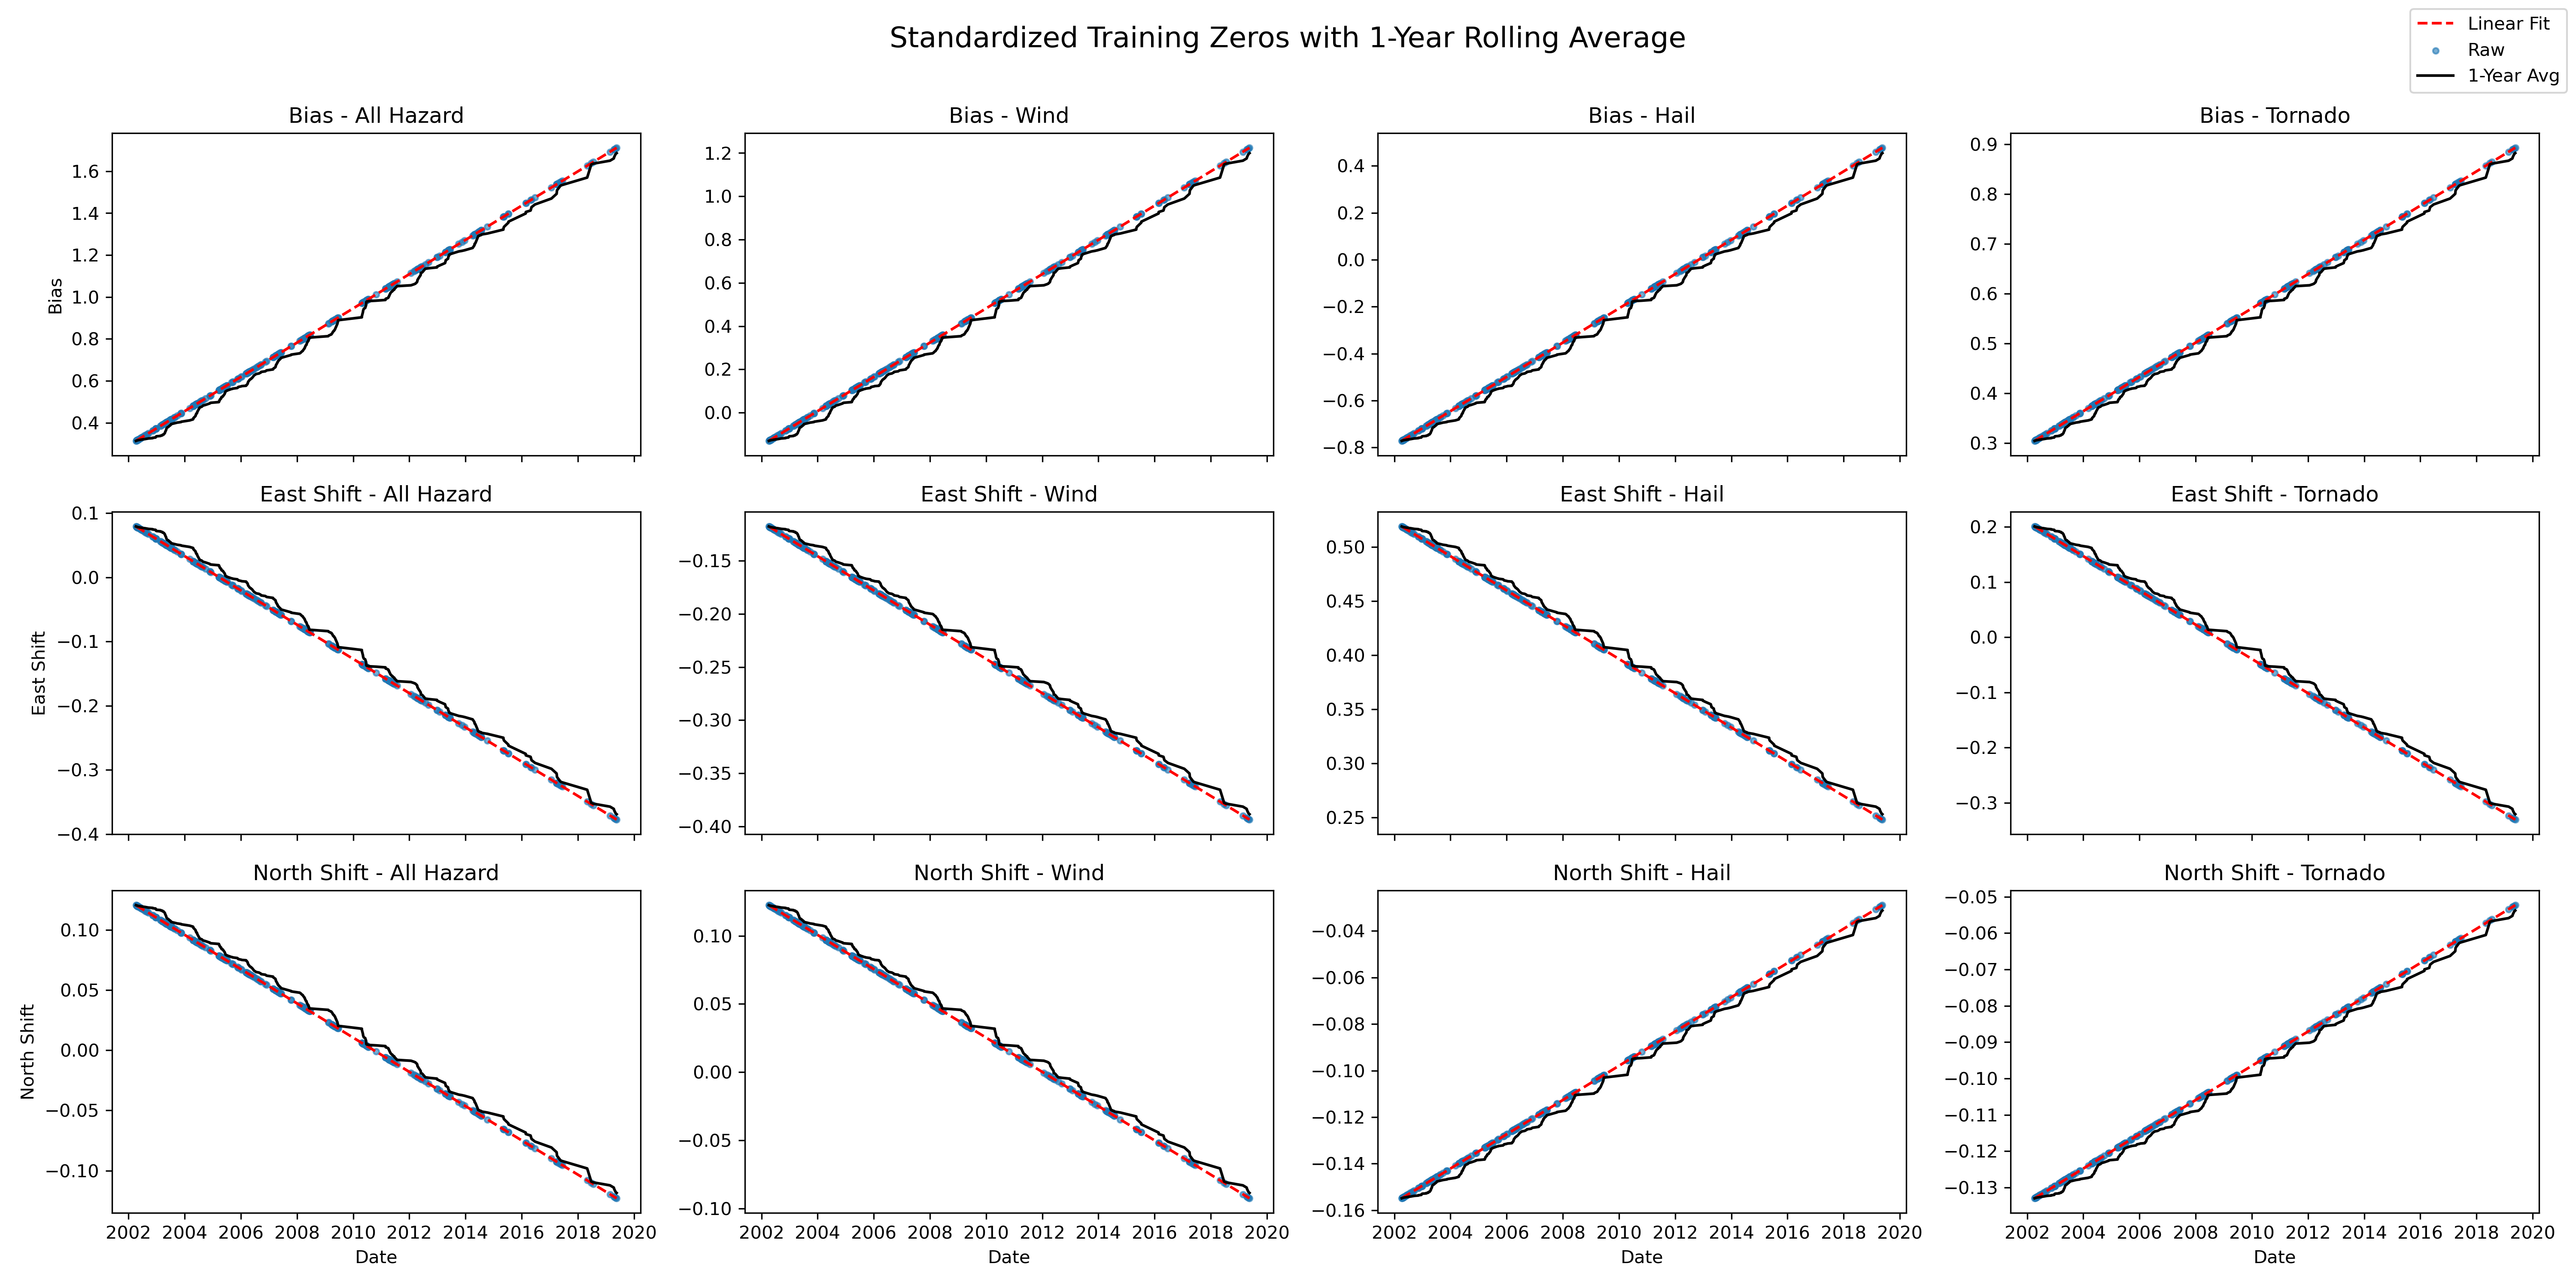 Standardized Training Zeros with 1-Year Rolling Average
Linear Fit
Raw
1-Year Avg
Bias - All Hazard
Bias - Wind
Bias - Hail
Bias - Tornado
Bias
1.6
1.4
1.2
1.0
0.8
0.6
0.4
1.2
1.0
0.8
0.6
0.4
0.2
0.0
0.4
0.2
0.0
−0.2
−0.4
−0.6
−0.8
0.9
0.8
0.7
0.6
0.5
0.4
0.3
East Shift - All Hazard
East Shift - Wind
East Shift - Hail
East Shift - Tornado
East Shift
0.1
0.0
−0.1
−0.2
−0.3
−0.4
−0.15
−0.20
−0.25
−0.30
−0.35
−0.40
0.50
0.45
0.40
0.35
0.30
0.25
0.2
0.1
0.0
−0.1
−0.2
−0.3
North Shift - All Hazard
North Shift - Wind
North Shift - Hail
North Shift - Tornado
North Shift
0.10
0.05
0.00
−0.05
−0.10
0.10
0.05
0.00
−0.05
−0.10
−0.04
−0.06
−0.08
−0.10
−0.12
−0.14
−0.16
−0.05
−0.06
−0.07
−0.08
−0.09
−0.10
−0.11
−0.12
−0.13
2002 2004 2006 2008 2010 2012 2014 2016 2018 2020
2002 2004 2006 2008 2010 2012 2014 2016 2018 2020
2002 2004 2006 2008 2010 2012 2014 2016 2018 2020
2002 2004 2006 2008 2010 2012 2014 2016 2018 2020
Date
Date
Date
Date